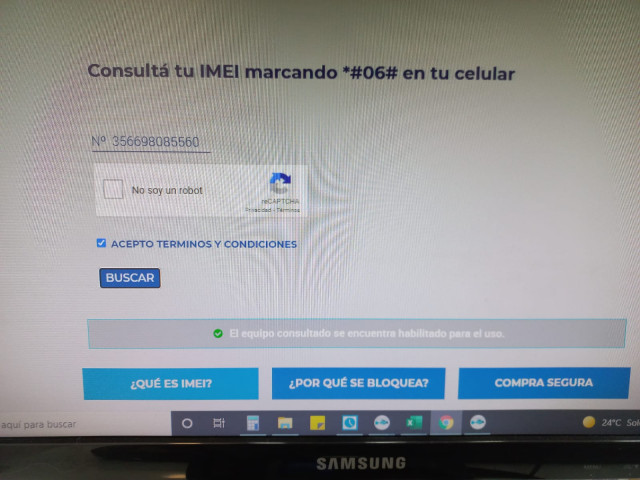 Consultá tu IMEI marcando *#06# en tu celular
Nº 356698085560
No soy un robot
reCAPTCHA
Privacidad - Términos
ACEPTO TERMINOS Y CONDICIONES
BUSCAR
El equipo consultado se encuentra habilitado para el uso.
¿QUÉ ES IMEI? ¿POR QUÉ SE BLOQUEA? COMPRA SEGURA
aquí para buscar 24°C Sol
SAMSUNG